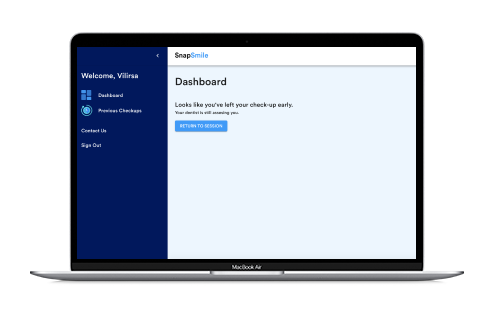 SnapSmile
Welcome, Vilirsa
Dashboard
Previous Checkups
Contact Us
Sign Out
Dashboard
Looks like you've left your check-up early.
Your dentist is still assessing you.
RETURN TO SESSION
MacBook Air